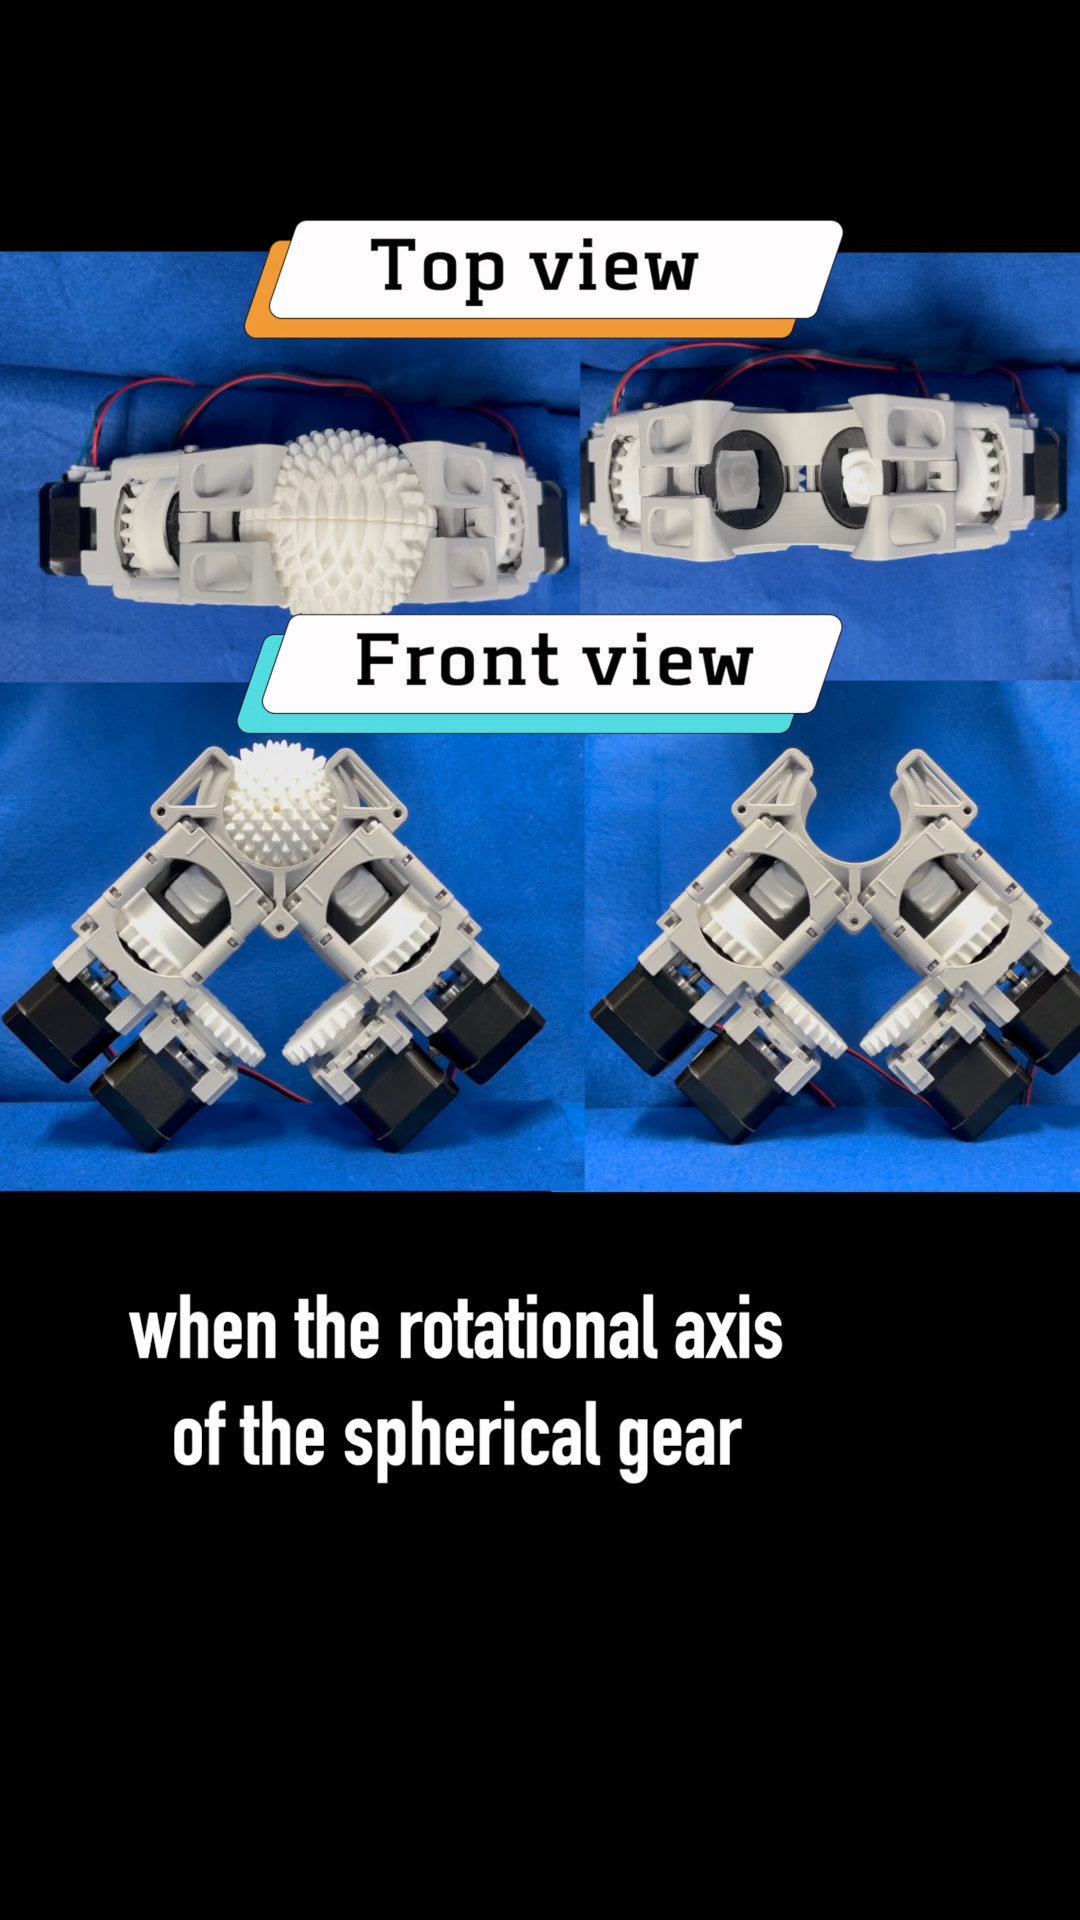 Top view
Front view
when the rotational axis
of the spherical gear